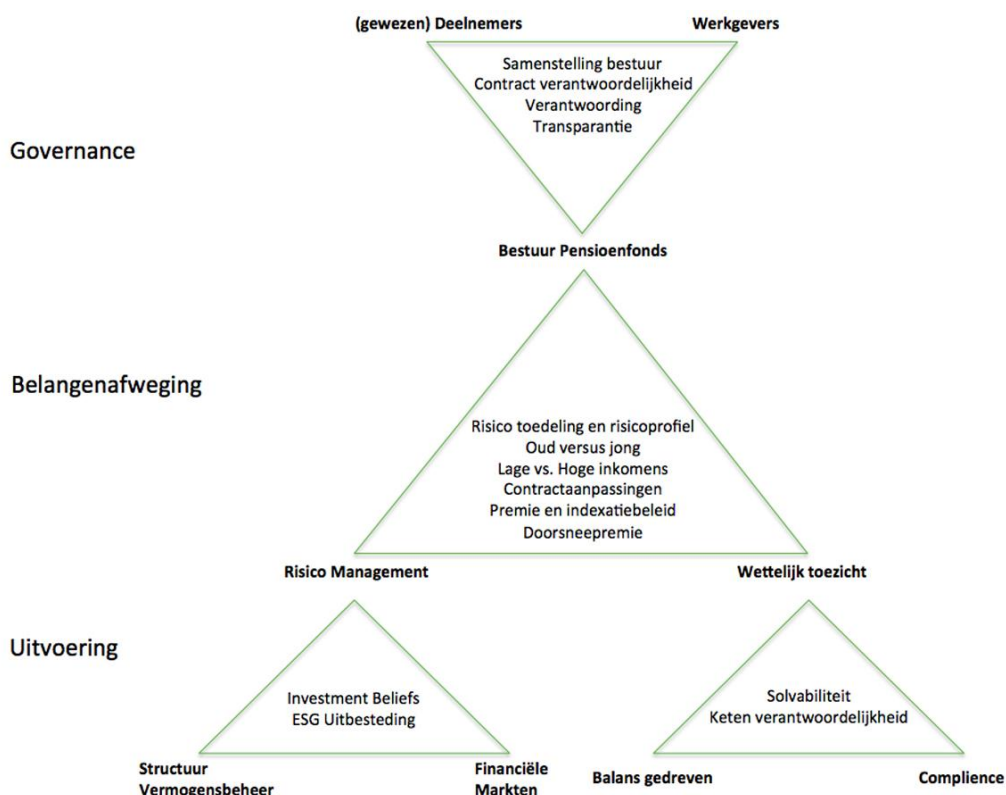 (gewezen) Deelnemers
Werkgevers
Samenstelling bestuur
Contract verantwoordelijkheid
Verantwoording
Transparantie
Governance
Bestuur Pensioenfonds
Belangenafweging
Risico toedeling en risicoprofiel
Oud versus jong
Lage vs. Hoge inkomens
Contractaanpassingen
Premie en indexatiebeleid
Doorsneepremie
Risico Management
Wettelijk toezicht
Uitvoering
Investment Beliefs
ESG Uitbesteding
Solvabiliteit
Keten verantwoordelijkheid
Structuur
Vermogensbeheer
Financiële
Markten
Balans gedreven
Complience